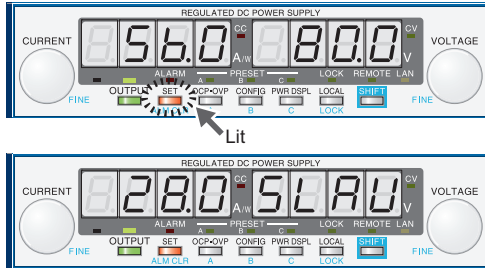 REGULATED DC POWER SUPPLY
CURRENT 56.0 CC A/W 80.0 CV V VOLTAGE
ALARM A PRESET B C LOCK REMOTE LAN
OUTPUT SET OCP•OVP CONFIG PWR DSPL LOCAL SHIFT
FINE B C LOCK FINE
Lit
REGULATED DC POWER SUPPLY
CURRENT 28.0 CC A/W SLAU CV V VOLTAGE
ALARM A PRESET B C LOCK REMOTE LAN
OUTPUT SET OCP•OVP CONFIG PWR DSPL LOCAL SHIFT
FINE ALM CLR A B C LOCK FINE